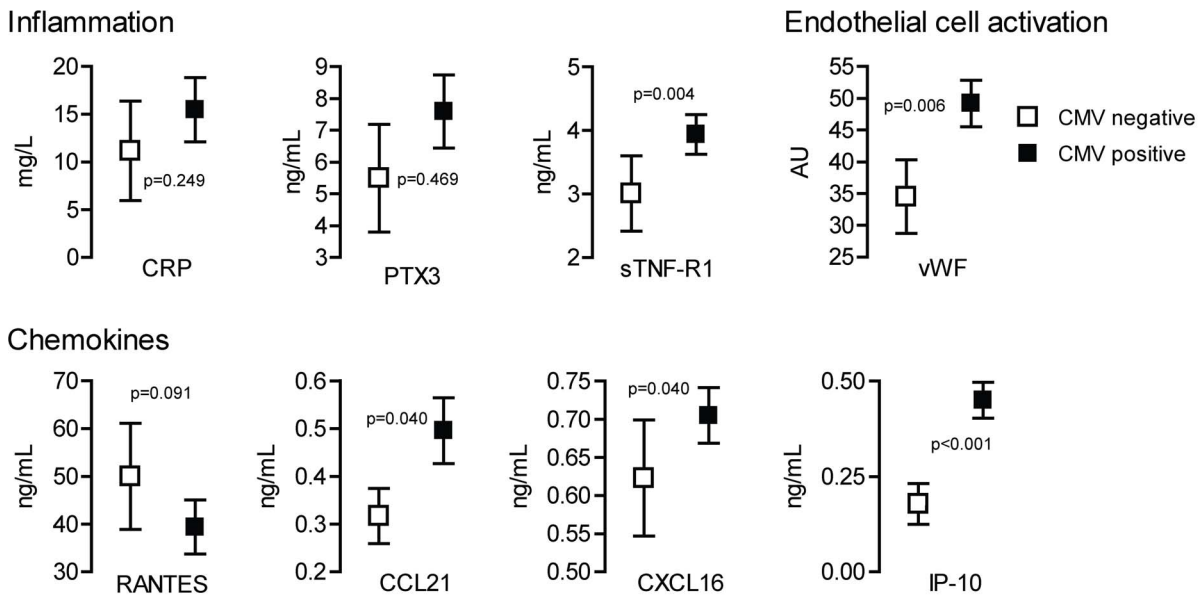 Inflammation
Endothelial cell activation
20
15
10
5
0
mg/L
p=0.249
CRP
9
8
7
6
5
4
3
ng/mL
p=0.469
PTX3
5
4
3
2
ng/mL
p=0.004
sTNF-R1
55
50
45
40
35
30
25
AU
p=0.006
vWF
CMV negative
CMV positive
Chemokines
70
60
50
40
30
ng/mL
p=0.091
RANTES
0.6
0.5
0.4
0.3
0.2
ng/mL
p=0.040
CCL21
0.75
0.70
0.65
0.60
0.55
0.50
ng/mL
p=0.040
CXCL16
0.50
0.25
0.00
ng/mL
p<0.001
IP-10